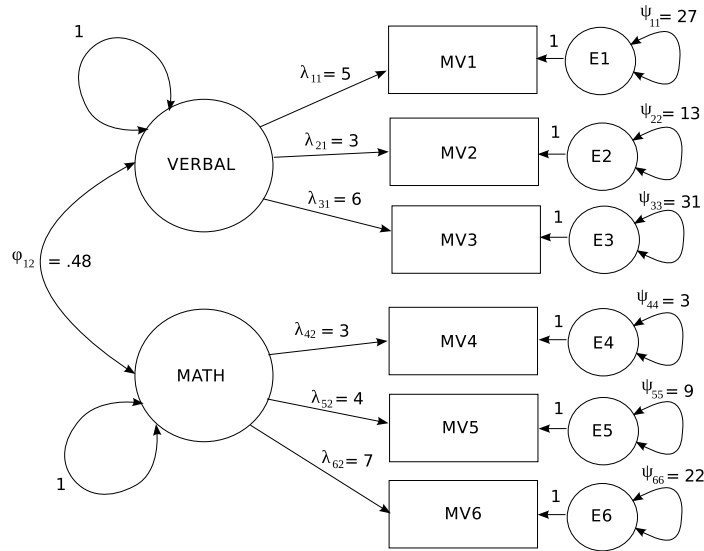 1
VERBAL
λ11= 5
MV1
1
E1
ψ11= 27
λ21= 3
MV2
1
E2
ψ22= 13
λ31= 6
MV3
1
E3
ψ33= 31
φ12 = .48
MATH
1
λ42= 3
MV4
1
E4
ψ44= 3
λ52= 4
MV5
1
E5
ψ55= 9
λ62= 7
MV6
1
E6
ψ66= 22